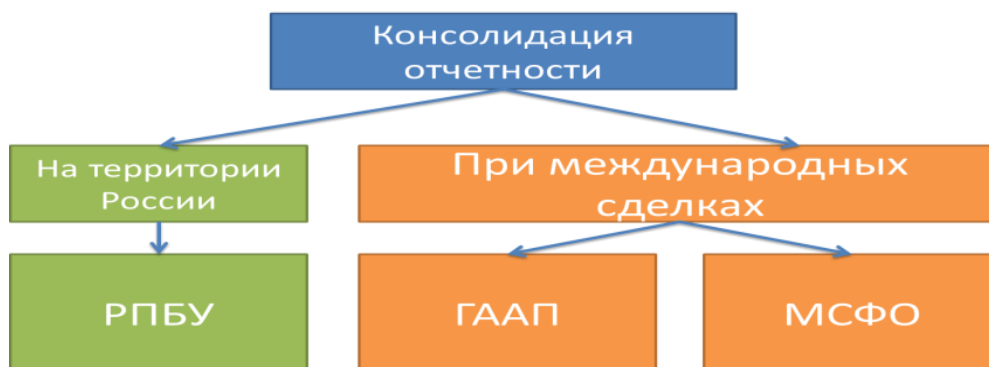 Консолидация
отчетности
На территории
России
При международных
сделках
РПБУ
ГААП
МСФО